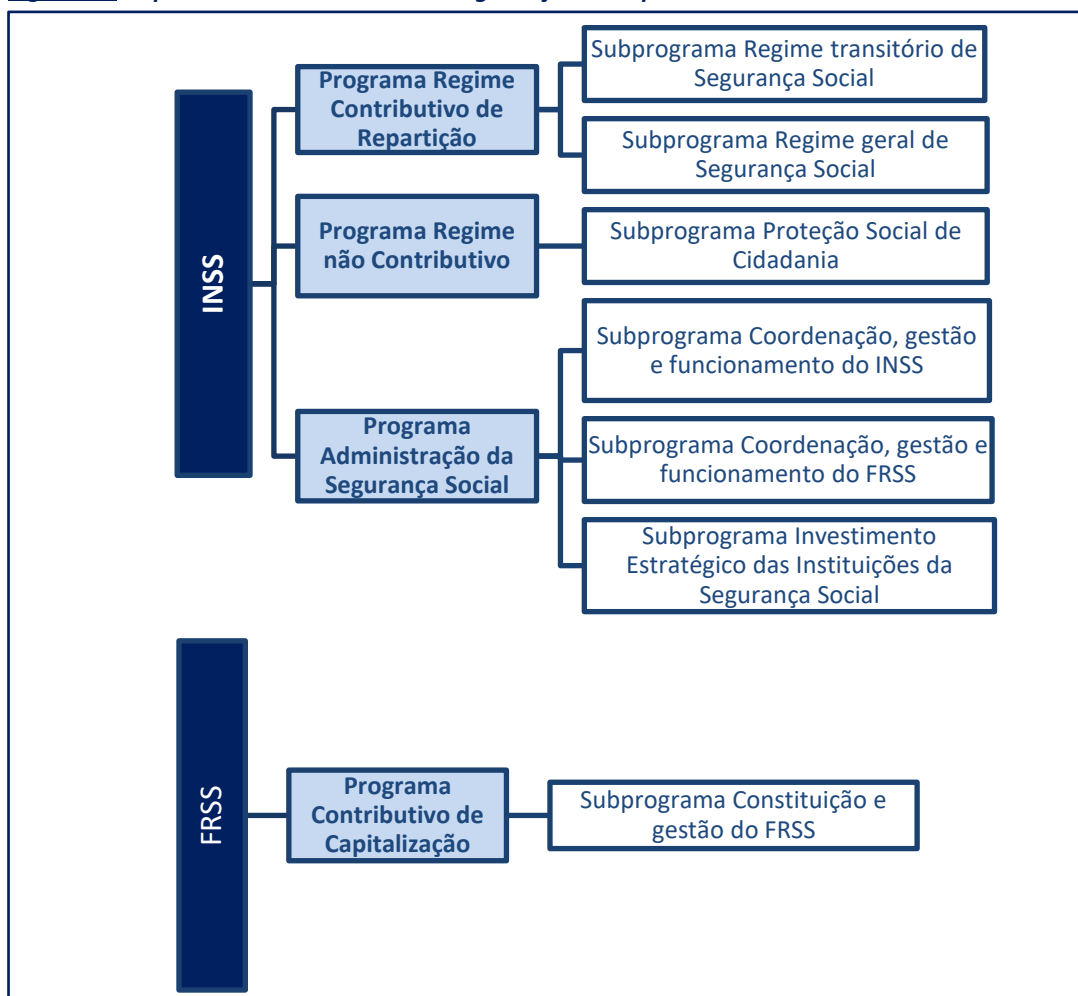 INSS
Programa Regime
Contributivo de
Repartição
Subprograma Regime transitório de
Segurança Social
Subprograma Regime geral de
Segurança Social
Programa Regime
não Contributivo
Subprograma Proteção Social de
Cidadania
Programa
Administração da
Segurança Social
Subprograma Coordenação, gestão
e funcionamento do INSS
Subprograma Coordenação, gestão e
funcionamento do FRSS
Subprograma Investimento
Estratégico das Instituições da
Segurança Social
FRSS
Programa
Contributivo de
Capitalização
Subprograma Constituição e
gestão do FRSS